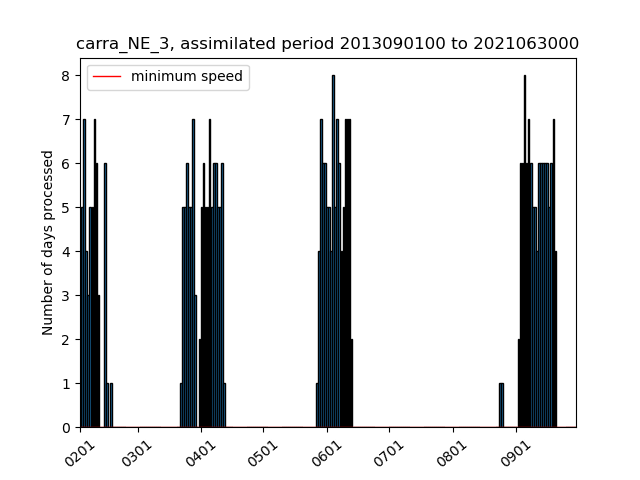 carra_NE_3, assimilated period 2013090100 to 2021063000
minimum speed
Number of days processed
8
7
6
5
4
3
2
1
0
0201 0301 0401 0501 0601 0701 0801 0901